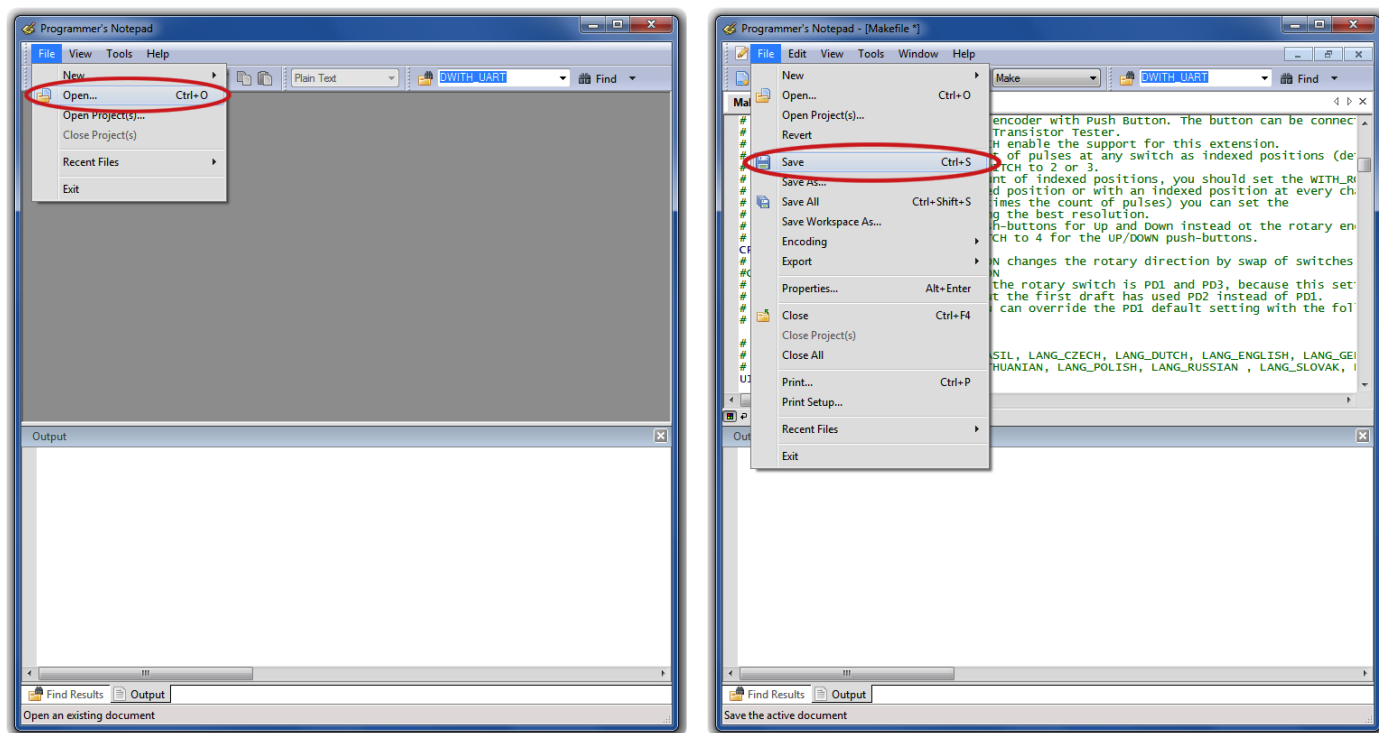 Programmer's Notepad
File View Tools Help
New
Plain Text
DWITH_UART
Find
Open... Ctrl+O
Open Project(s)...
Close Project(s)
Recent Files
Exit
Output
Find Results Output
Open an existing document
Programmer's Notepad - [Makefile *]
File Edit View Tools Window Help
New
Make
DWITH_UART
Find
Open... Ctrl+O
Open Project(s)...
Revert
Save Ctrl+S
Save As...
Save All Ctrl+Shift+S
Save Workspace As...
Encoding
Export
Properties... Alt+Enter
Close Ctrl+F4
Close Project(s)
Close All
Print... Ctrl+P
Print Setup...
Recent Files
Exit
# encoder with Push Button. The button can be connec
# Transistor Tester.
# H enable the support for this extension.
# of pulses at any switch as indexed positions (de
# ITCH to 2 or 3.
# nt of indexed positions, you should set the WITH_R
# d position or with an indexed position at every ch
# times the count of pulses) you can set the
# ng the best resolution.
# h-buttons for Up and Down instead ot the rotary en
# CH to 4 for the UP/DOWN push-buttons.
# N changes the rotary direction by swap of switches
# the rotary switch is PD1 and PD3, because this set
# t the first draft has used PD2 instead of PD1.
# can override the PD1 default setting with the fol
# SIL, LANG_CZECH, LANG_DUTCH, LANG_ENGLISH, LANG_GE
# HUANIAN, LANG_POLISH, LANG_RUSSIAN , LANG_SLOVAK,
UI
Find Results Output
Save the active document